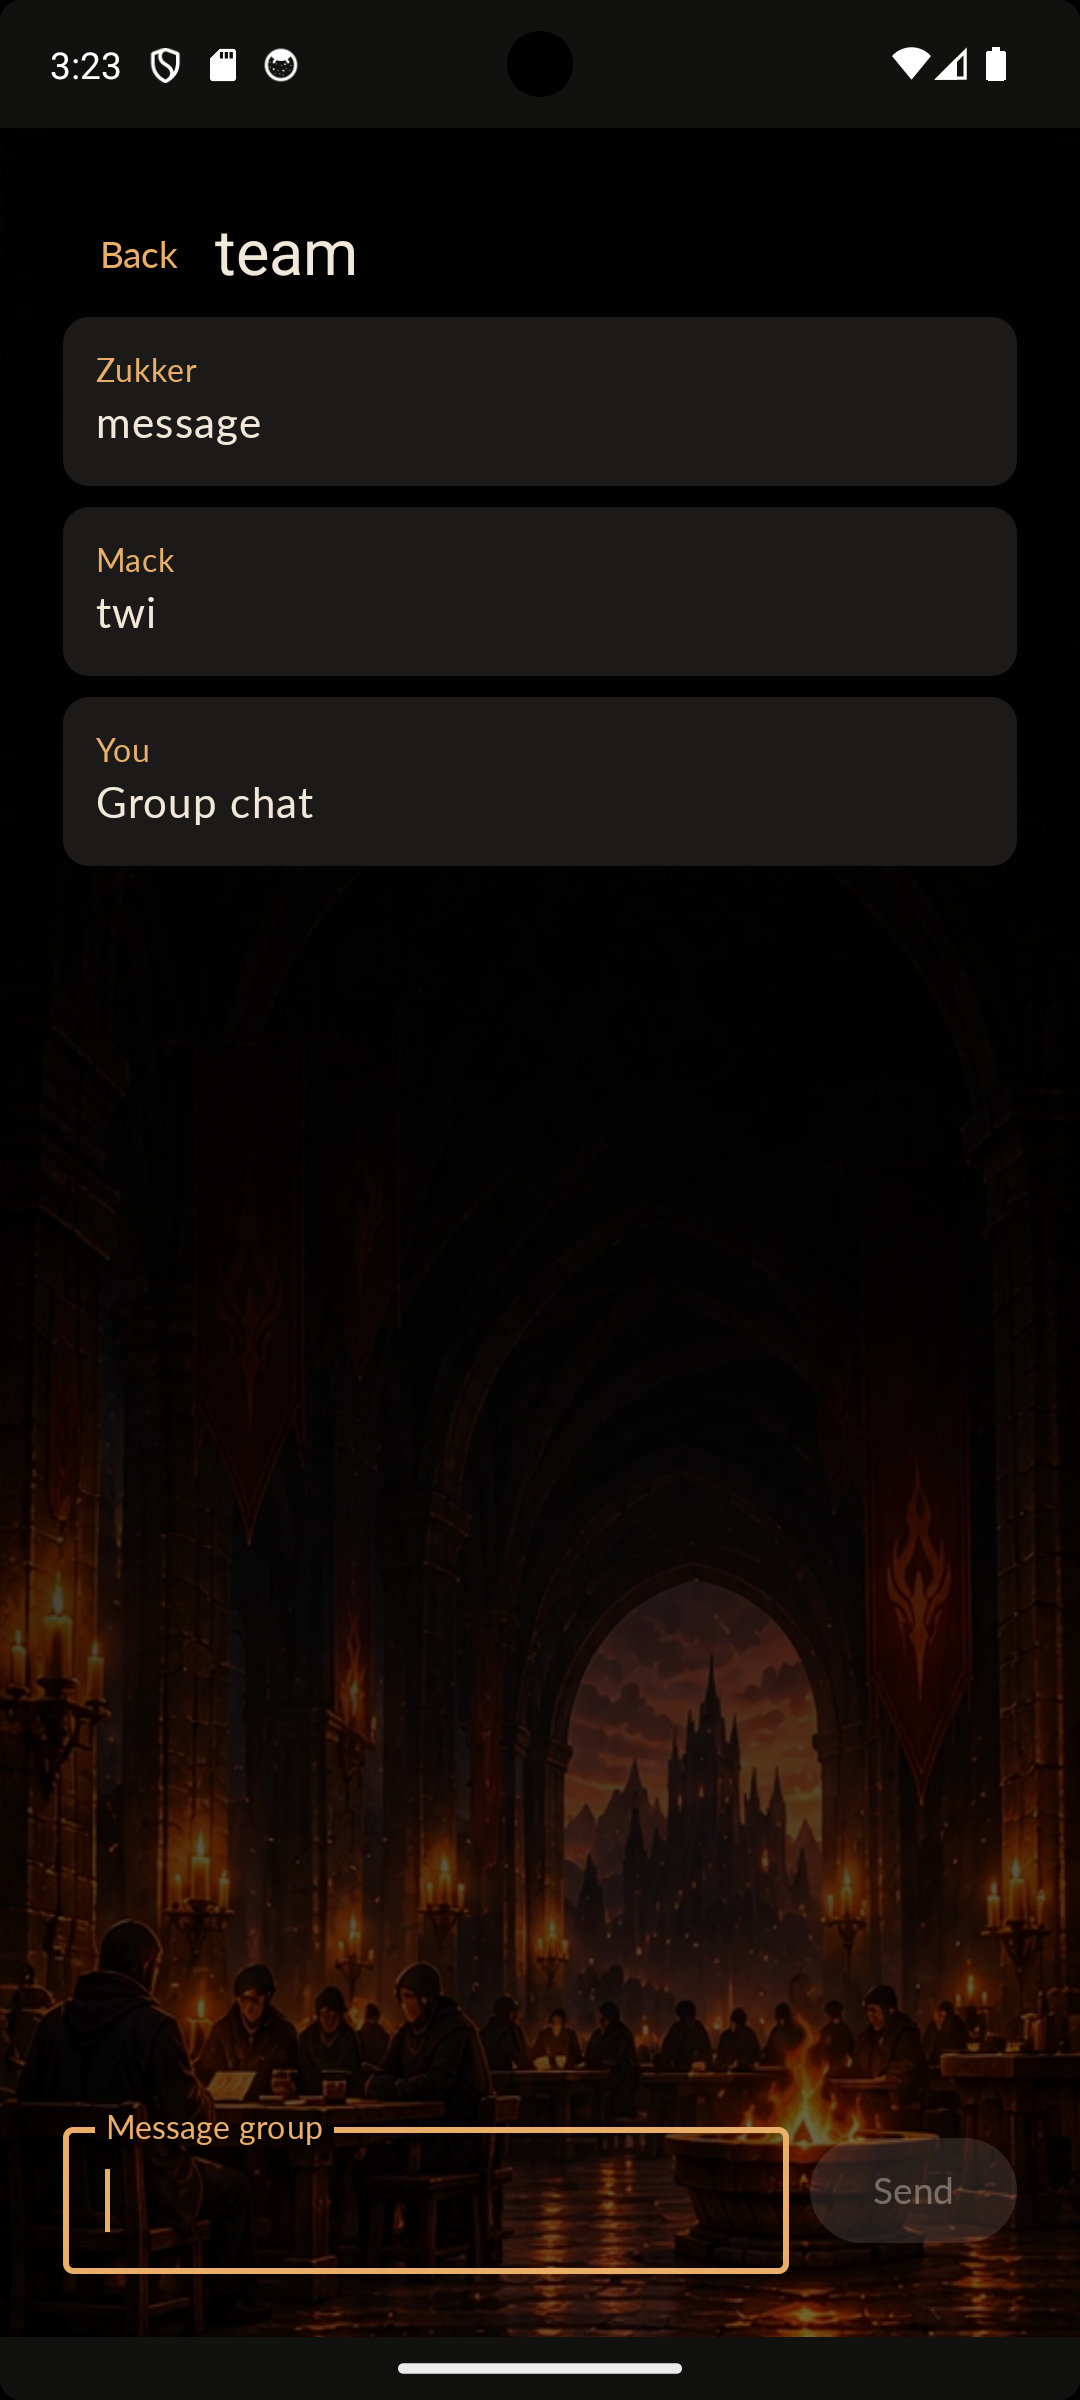 3:23
Back team
Zukker
message
Mack
twi
You
Group chat
Message group
Send